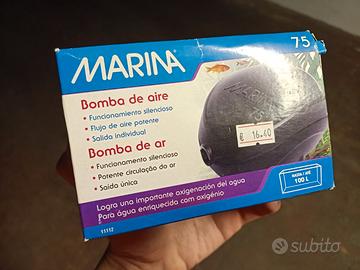 MARINA
75
Bomba de aire
• Funcionamiento silencioso
• Flujo de aire potente
• Salida individual
Bomba de ar
• Funcionamento silencioso
• Potente circulação do ar
• Saída única
€ 16.40
HASTA / ATÉ
100 L
Logra una importante oxigenación del agua
Para água enriquecida com oxigénio
11112
subito